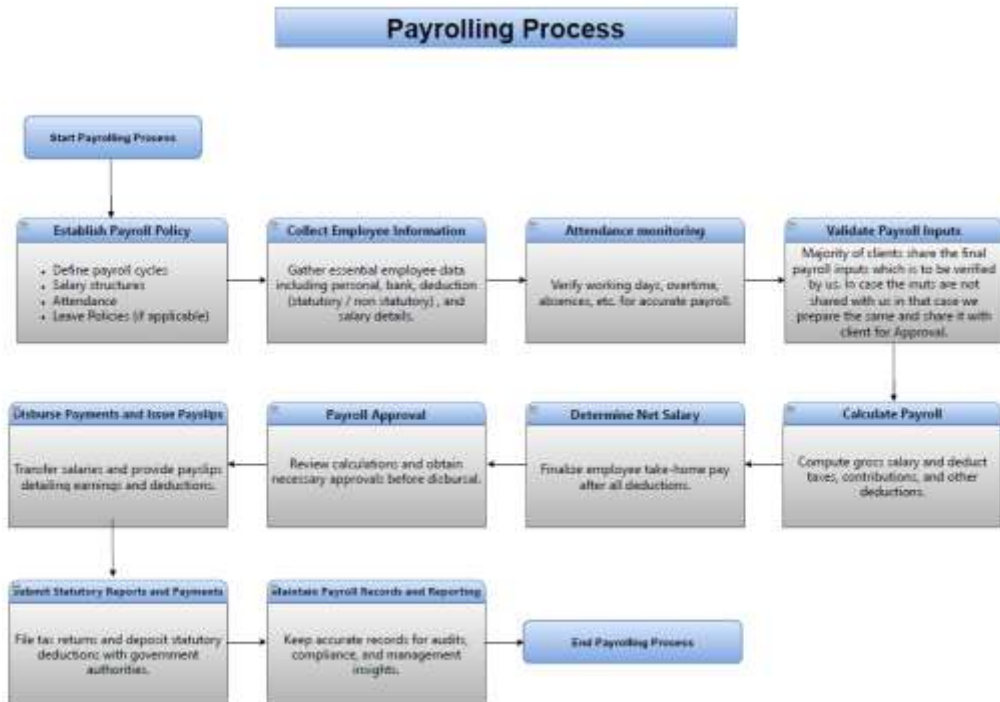 Payrolling Process
Start Payrolling Process
Establish Payroll Policy
• Define payroll cycles
• Salary structures
• Attendance
• Leave Policies (if applicable)
Collect Employee Information
Gather essential employee data
including personal, bank, deduction
(statutory / non statutory) , and
salary details.
Attendance monitoring
Verify working days, overtime,
absences, etc. for accurate payroll.
Validate Payroll Inputs
Majority of clients share the final
payroll inputs which is to be verified
by us. In case the inuts are not
shared with us in that case we
prepare the same and share it with
client for Approval.
Disburse Payments and Issue Payslips
Transfer salaries and provide payslips
detailing earnings and deductions.
Payroll Approval
Review calculations and obtain
necessary approvals before disbursal.
Determine Net Salary
Finalize employee take-home pay
after all deductions.
Calculate Payroll
Compute gross salary and deduct
taxes, contributions, and other
deductions.
Submit Statutory Reports and Payments
File tax returns and deposit statutory
deductions with government
authorities.
Maintain Payroll Records and Reporting
Keep accurate records for audits,
compliance, and management
insights.
End Payrolling Process